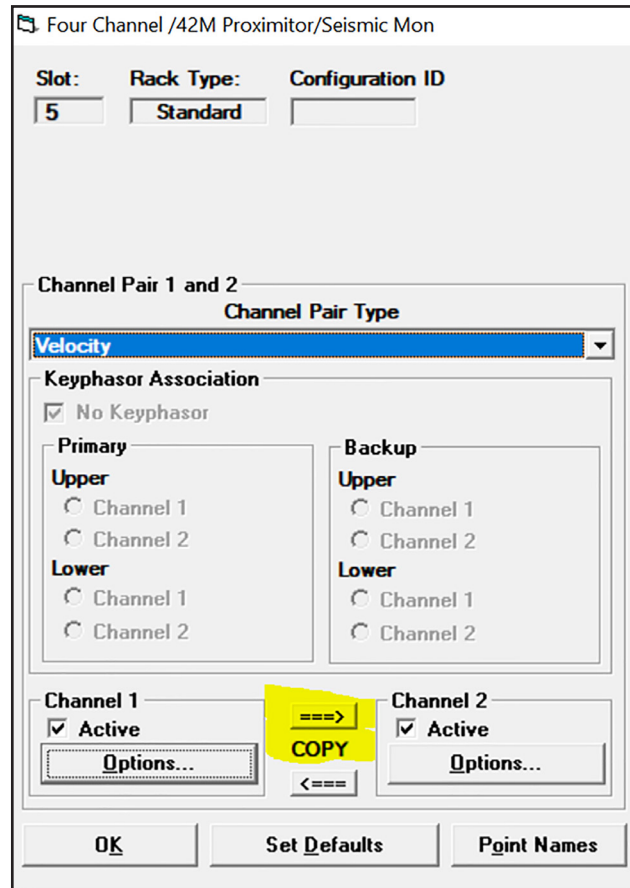 Four Channel /42M Proximitor/Seismic Mon
Slot: Rack Type: Configuration ID
5 Standard
Channel Pair 1 and 2
Channel Pair Type
Velocity
Keyphasor Association
No Keyphasor
Primary
Upper
Channel 1
Channel 2
Lower
Channel 1
Channel 2
Backup
Upper
Channel 1
Channel 2
Lower
Channel 1
Channel 2
Channel 1
Active
Options...
===>
COPY
<===
Channel 2
Active
Options...
OK Set Defaults Point Names